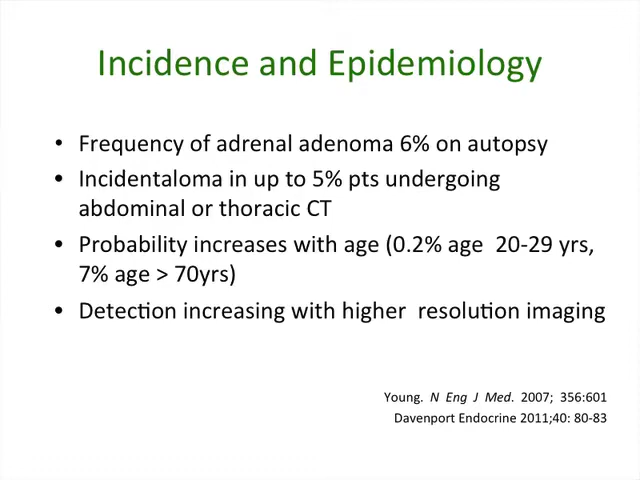 Incidence and Epidemiology
• Frequency of adrenal adenoma 6% on autopsy
• Incidentaloma in up to 5% pts undergoing
abdominal or thoracic CT
• Probability increases with age (0.2% age  20-29 yrs,
7% age > 70yrs)
• Detection increasing with higher  resolution imaging
Young. N Eng J Med. 2007; 356:601
Davenport Endocrine 2011;40: 80-83